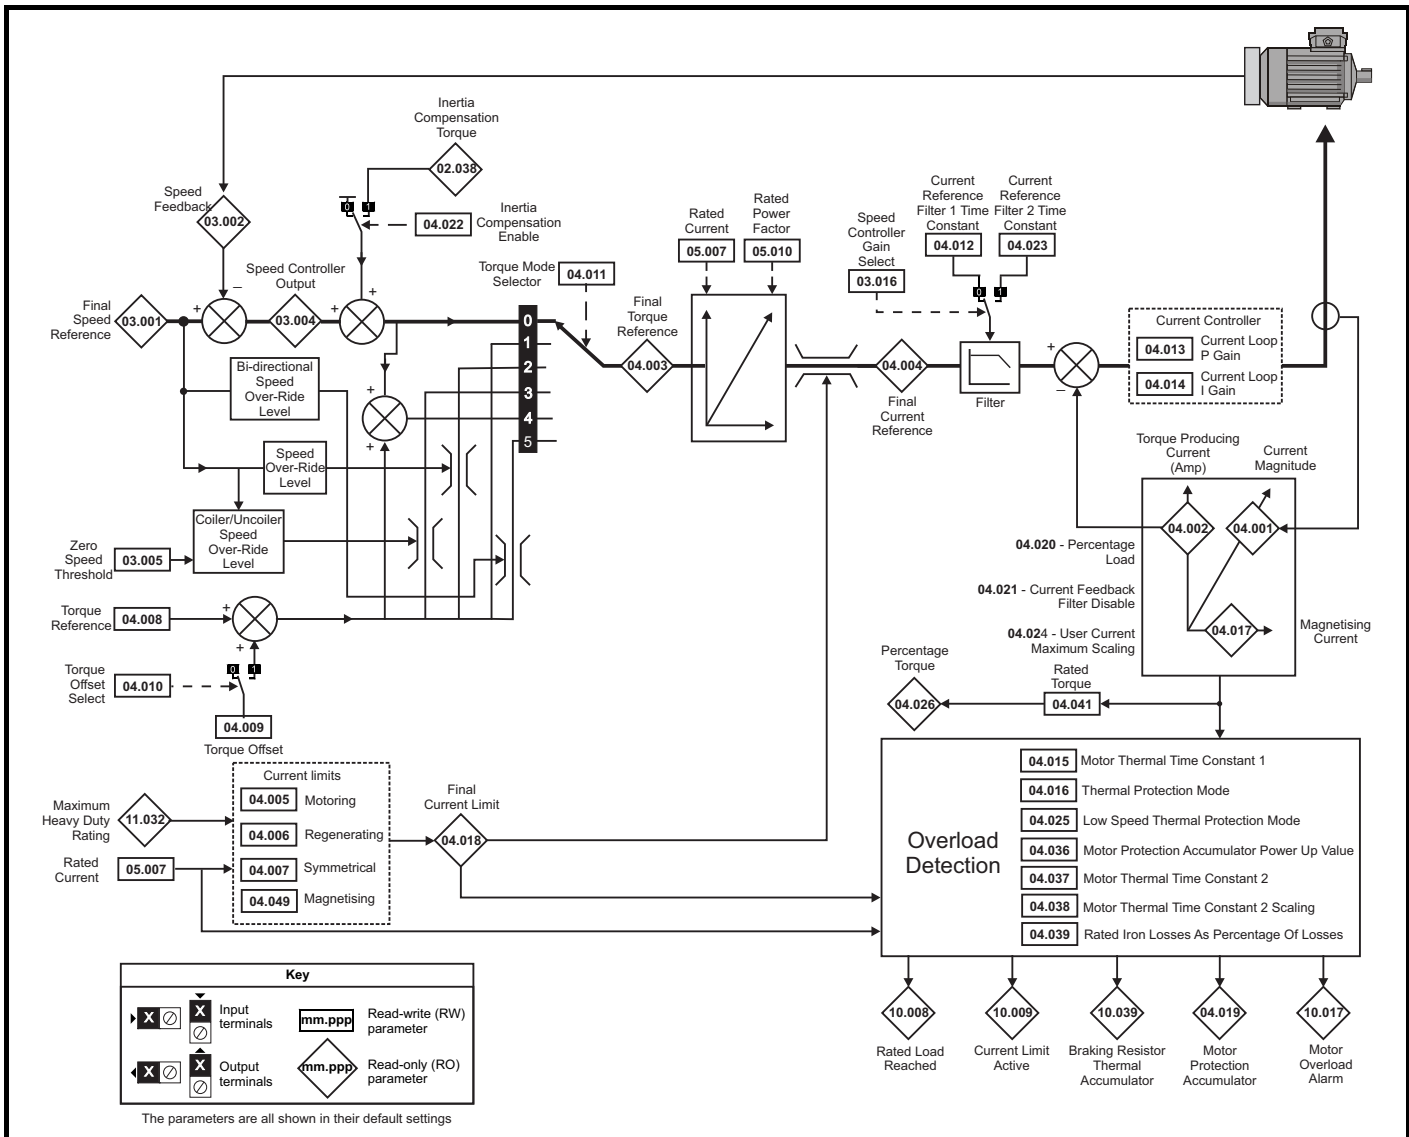 Inertia
Compensation
Torque
02.038
Speed
Feedback
03.002
0 1
04.022
Inertia
Compensation
Enable
Speed Controller
Output
03.004
Final
Speed
Reference
03.001
+
−
+
+
Torque Mode
Selector
04.011
Final
Torque
Reference
04.003
Rated
Current
05.007
Rated
Power
Factor
05.010
Speed
Controller
Gain
Select
03.016
Current
Reference
Filter 1 Time
Constant
04.012
Current
Reference
Filter 2 Time
Constant
04.023
0 1
04.004
Final
Current
Reference
Filter
+
−
Current Controller
04.013
Current Loop
P Gain
04.014
Current Loop
I Gain
0
1
2
3
4
5
Bi-directional
Speed
Over-Ride
Level
+
+
Speed
Over-Ride
Level
Coiler/Uncoiler
Speed
Over-Ride
Level
Zero
Speed
Threshold
03.005
Torque
Reference
04.008
+
+
0 1
Torque
Offset
Select
04.010
04.009
Torque Offset
Torque Producing
Current
(Amp)
Current
Magnitude
04.002
04.001
04.017
Magnetising
Current
04.020 - Percentage
Load
04.021 - Current Feedback
Filter Disable
04.024 - User Current
Maximum Scaling
Percentage
Torque
04.026
Rated
Torque
04.041
Maximum
Heavy Duty
Rating
11.032
Rated
Current
05.007
Current limits
04.005 Motoring
04.006 Regenerating
04.007 Symmetrical
04.049 Magnetising
Final
Current Limit
04.018
Overload
Detection
04.015 Motor Thermal Time Constant 1
04.016 Thermal Protection Mode
04.025 Low Speed Thermal Protection Mode
04.036 Motor Protection Accumulator Power Up Value
04.037 Motor Thermal Time Constant 2
04.038 Motor Thermal Time Constant 2 Scaling
04.039 Rated Iron Losses As Percentage Of Losses
10.008
Rated Load
Reached
10.009
Current Limit
Active
10.039
Braking Resistor
Thermal
Accumulator
04.019
Motor
Protection
Accumulator
10.017
Motor
Overload
Alarm
Key
X X
Input
terminals
mm.ppp
Read-write (RW)
parameter
X X
Output
terminals
mm.ppp
Read-only (RO)
parameter
The parameters are all shown in their default settings